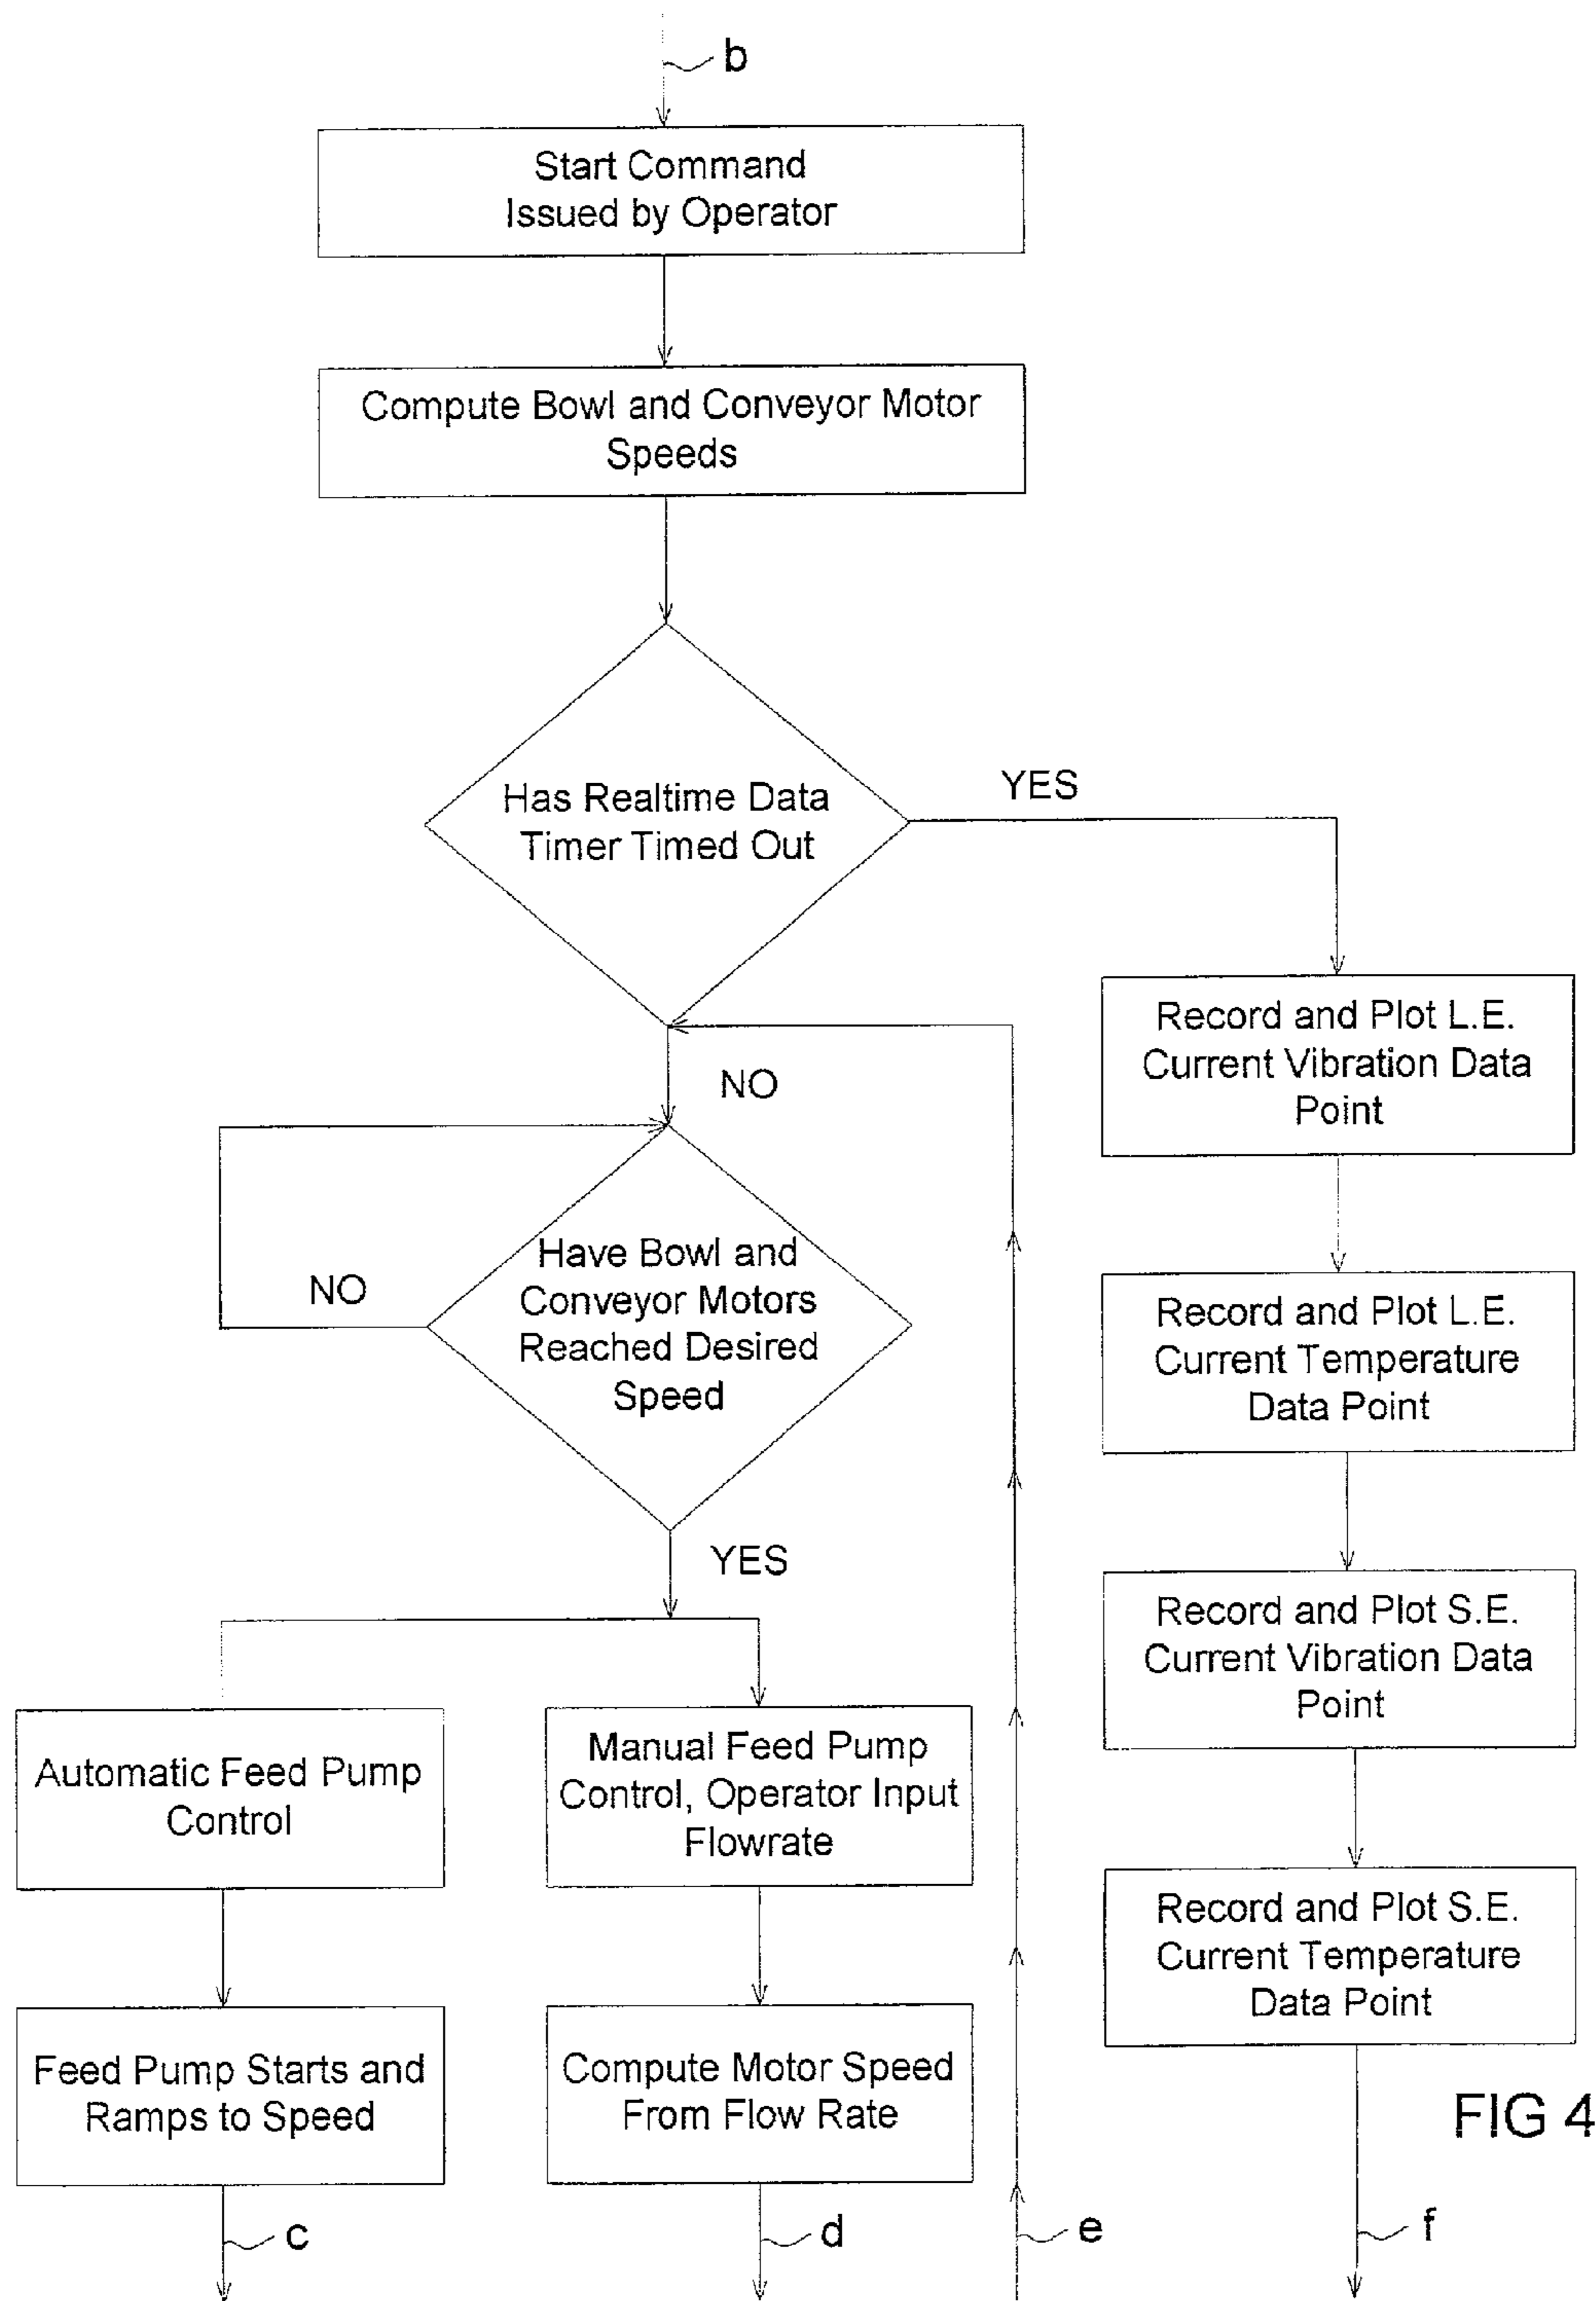 b
Start Command
Issued by Operator
Compute Bowl and Conveyor Motor
Speeds
Has Realtime Data
Timer Timed Out
YES
NO
Have Bowl and
Conveyor Motors
Reached Desired
Speed
NO
YES
Automatic Feed Pump
Control
Manual Feed Pump
Control, Operator Input
Flowrate
Feed Pump Starts and
Ramps to Speed
Compute Motor Speed
From Flow Rate
Record and Plot L.E.
Current Vibration Data
Point
Record and Plot L.E.
Current Temperature
Data Point
Record and Plot S.E.
Current Vibration Data
Point
Record and Plot S.E.
Current Temperature
Data Point
FIG 4
c
d
e
f